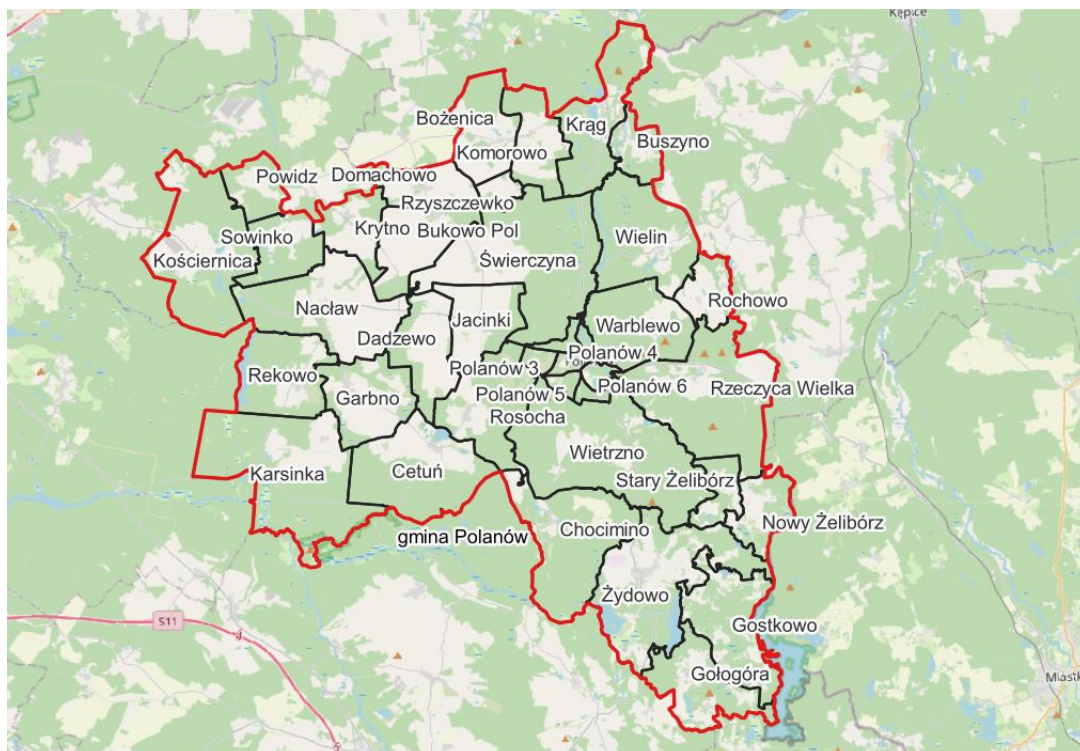 Kępice
Krąg
Bożenica
Buszyno
Komorowo
Powidz
Domachowo
Rzyszczewko
Krytno
Bukowo Pol
Sowinko
Wielin
Kościernica
Świerczyna
Rochowo
Nacław
Jacinki
Warblewo
Dadzewo
Polanów 4
Polanów 3
Rekowo
Polanów 6
Rzeczyca Wielka
Polanów 5
Garbno
Rosocha
Wietrzno
Karsinka
Cetuń
Stary Żelibórz
Nowy Żelibórz
Chocimino
gmina Polanów
Żydowo
S11
Gostkowo
Gołogóra
Miastk